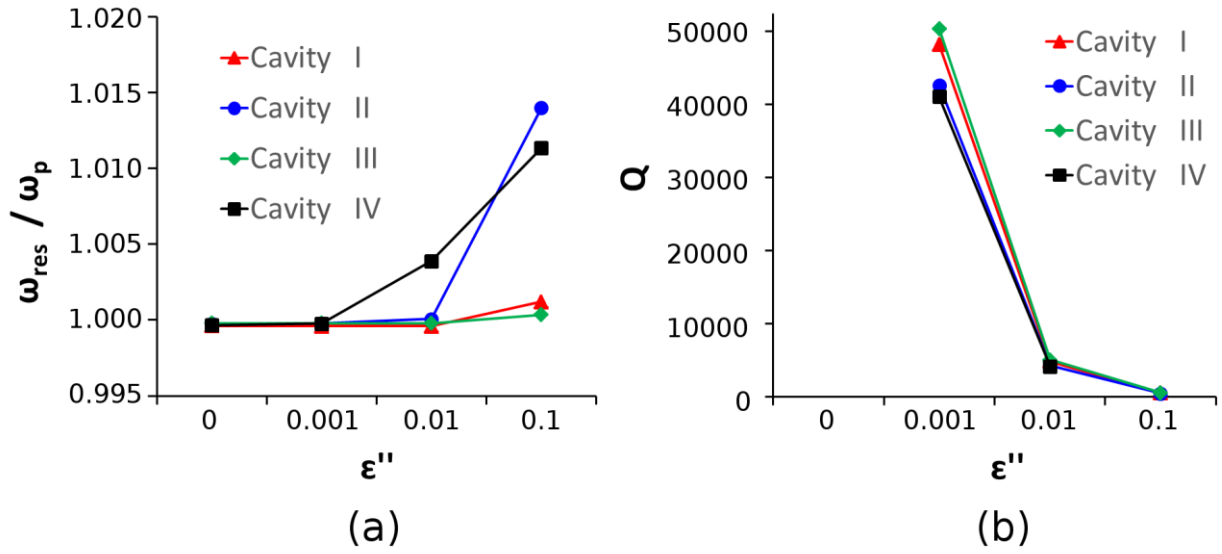 1.020
1.015
1.010
1.005
1.000
0.995
ω_res / ω_p
Cavity I
Cavity II
Cavity III
Cavity IV
0 0.001 0.01 0.1
ε''
(a)
50000
40000
30000
20000
10000
0
Q
Cavity I
Cavity II
Cavity III
Cavity IV
0 0.001 0.01 0.1
ε''
(b)